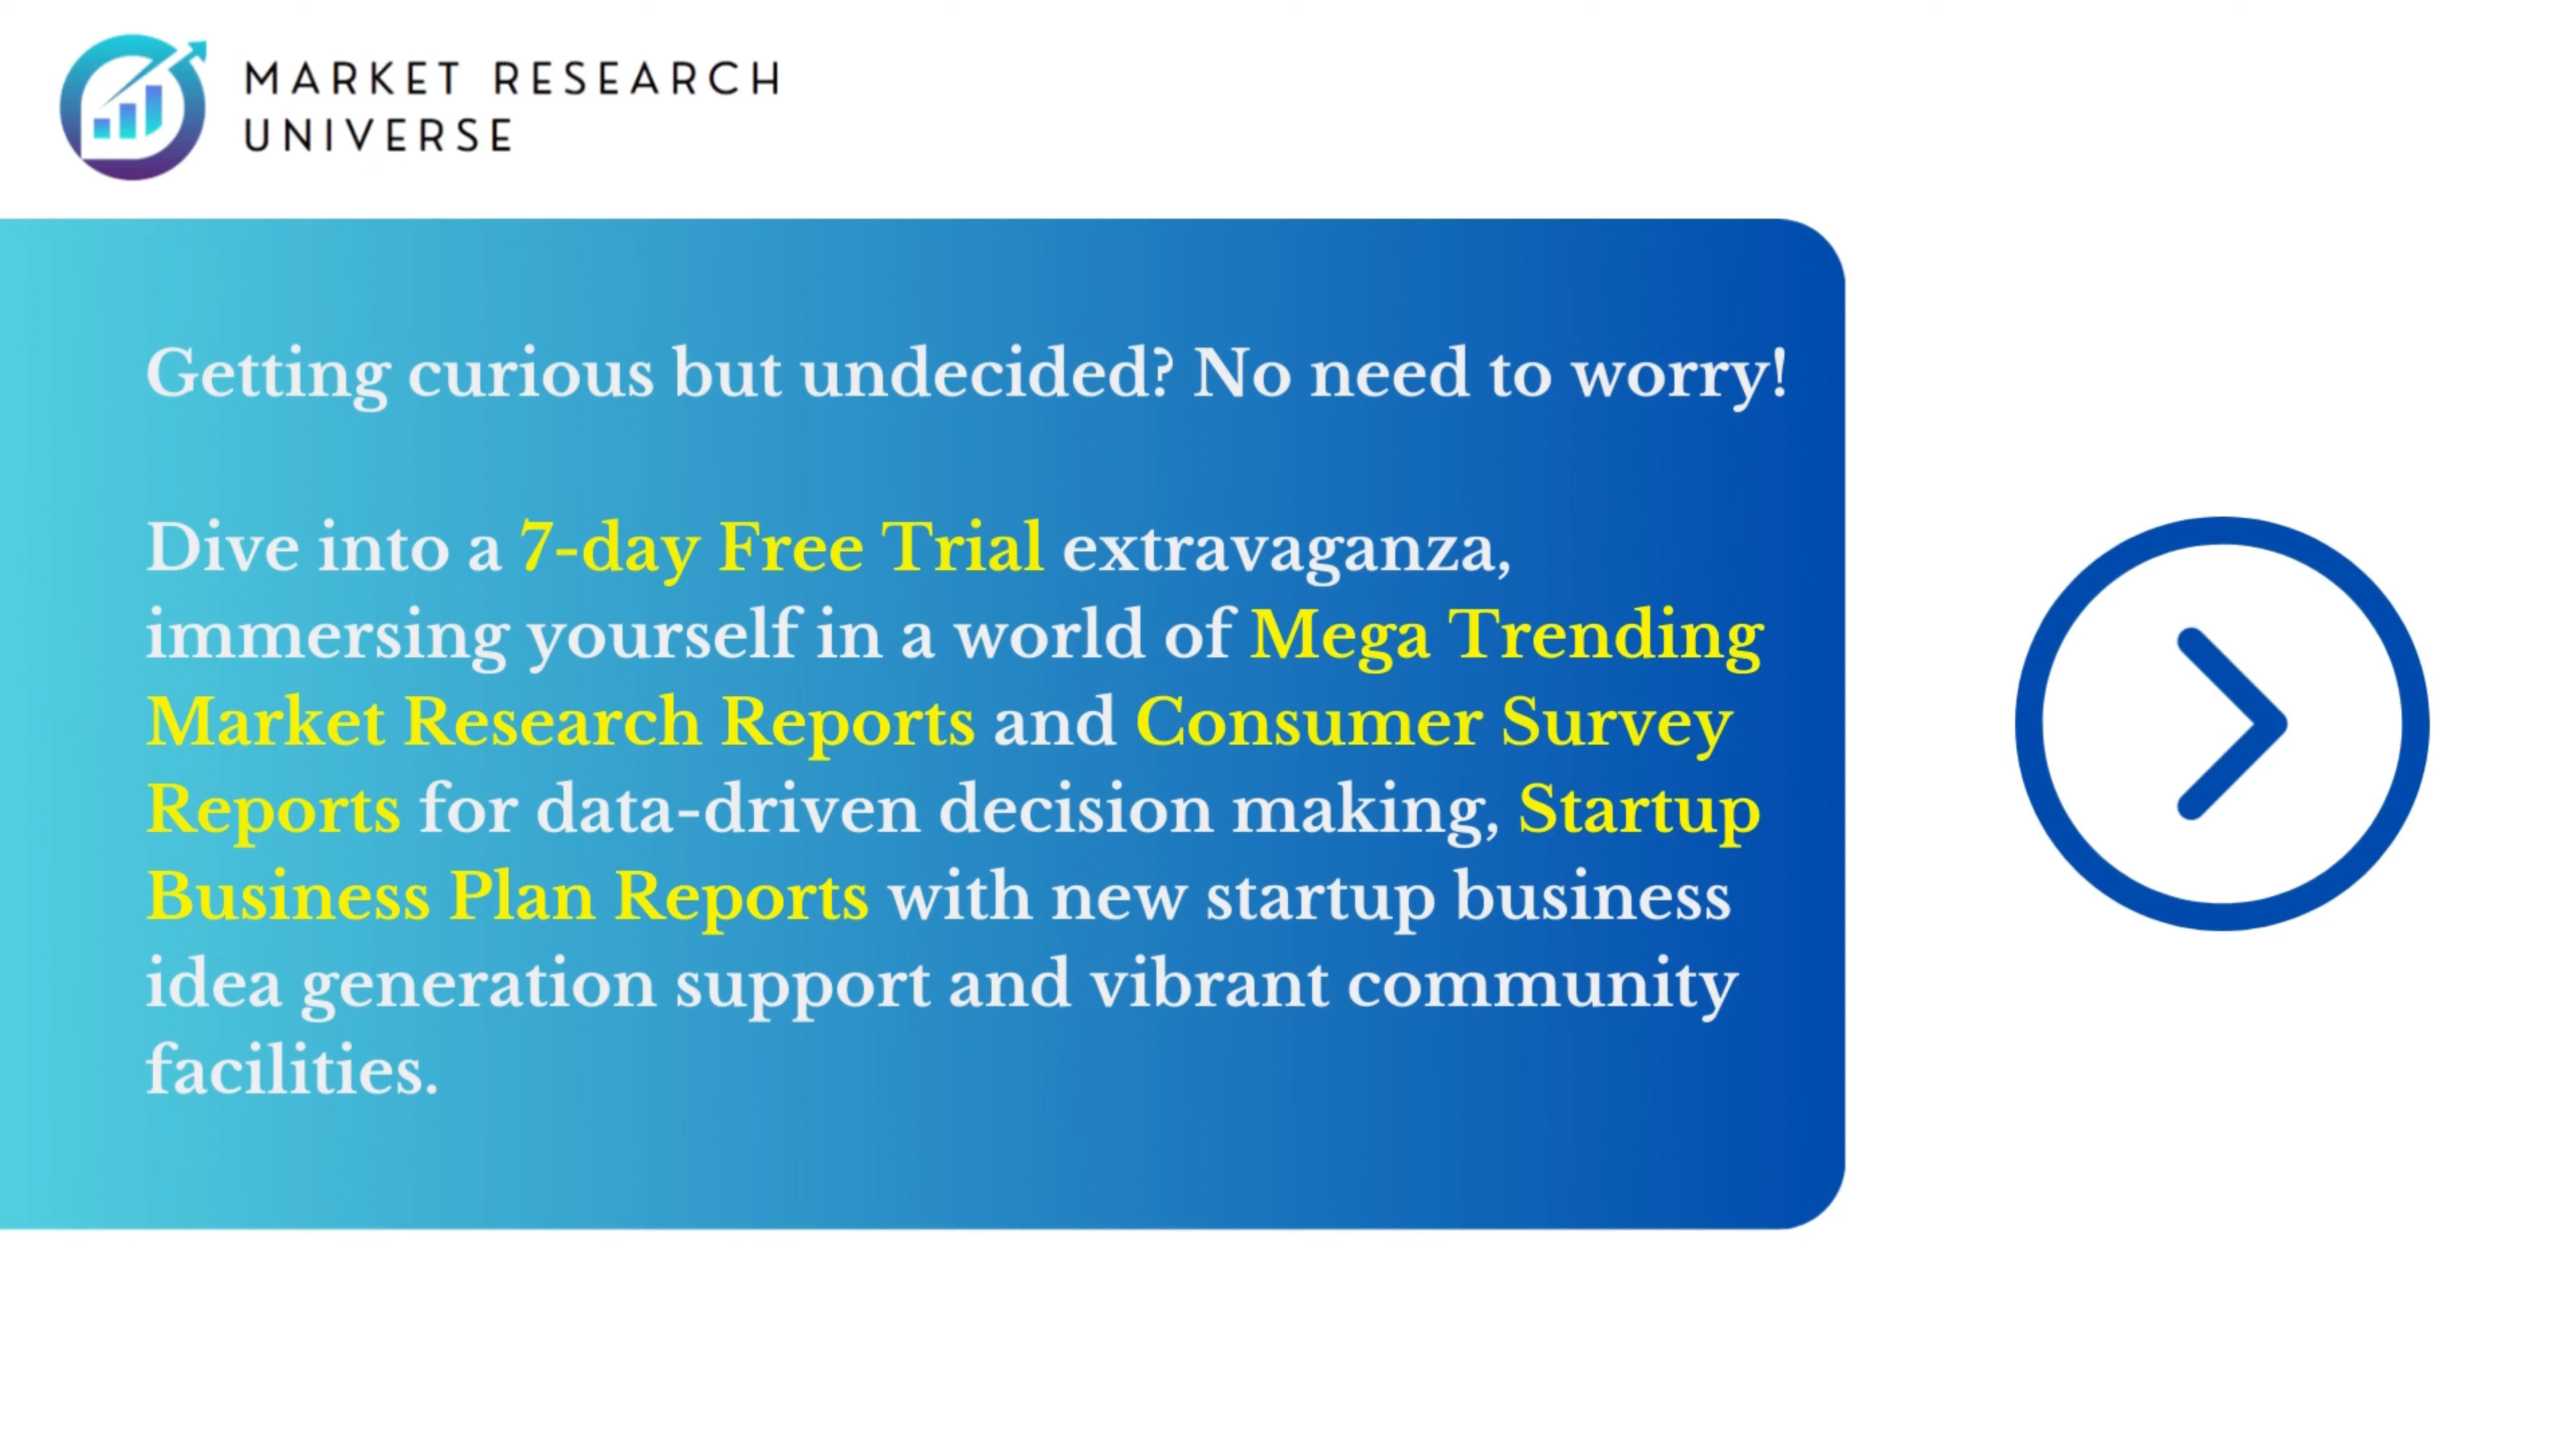 MARKET RESEARCH
UNIVERSE
Getting curious but undecided? No need to worry!
Dive into a 7-day Free Trial extravaganza,
immersing yourself in a world of Mega Trending
Market Research Reports and Consumer Survey
Reports for data-driven decision making, Startup
Business Plan Reports with new startup business
idea generation support and vibrant community
facilities.